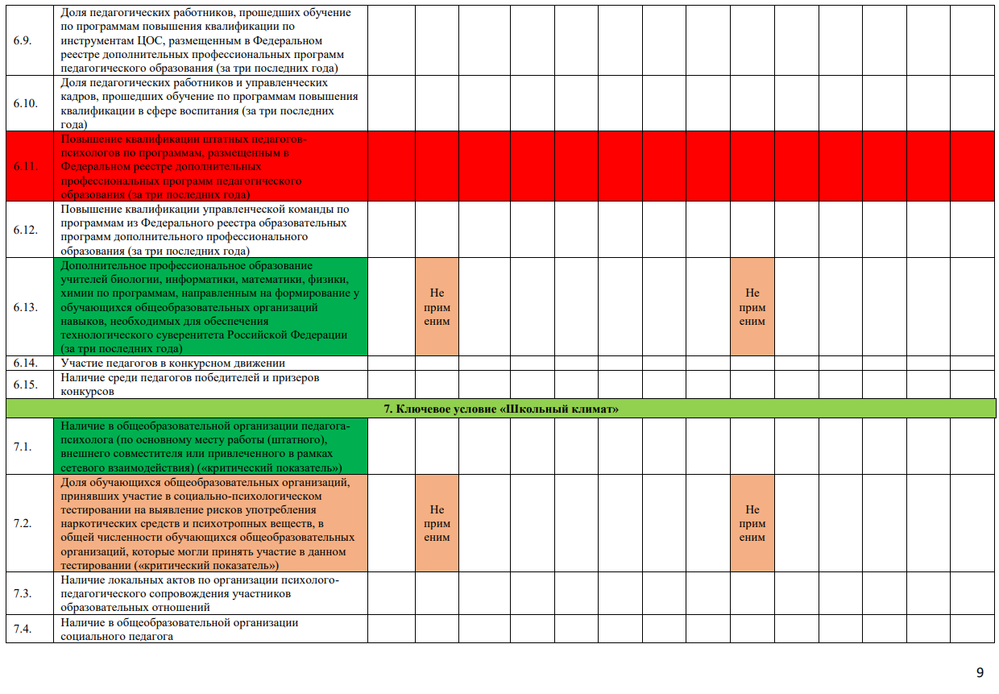 6.9.
Доля педагогических работников, прошедших обучение
по программам повышения квалификации по
инструментам ЦОС, размещенным в Федеральном
реестре дополнительных профессиональных программ
педагогического образования (за три последних года)
6.10.
Доля педагогических работников и управленческих
кадров, прошедших обучение по программам повышения
квалификации в сфере воспитания (за три последних
года)
6.11.
Повышение квалификации штатных педагогов-
психологов по программам, размещенным в
Федеральном реестре дополнительных
профессиональных программ педагогического
образования (за три последних года)
6.12.
Повышение квалификации управленческой команды по
программам из Федерального реестра образовательных
программ дополнительного профессионального
образования (за три последних года)
6.13.
Дополнительное профессиональное образование
учителей биологии, информатики, математики, физики,
химии по программам, направленным на формирование у
обучающихся общеобразовательных организаций
навыков, необходимых для обеспечения
технологического суверенитета Российской Федерации
(за три последних года)
Не
прим
еним
Не
прим
еним
6.14.
Участие педагогов в конкурсном движении
6.15.
Наличие среди педагогов победителей и призеров
конкурсов
7. Ключевое условие «Школьный климат»
7.1.
Наличие в общеобразовательной организации педагога-
психолога (по основному месту работы (штатного),
внешнего совместителя или привлеченного в рамках
сетевого взаимодействия) («критический показатель»)
7.2.
Доля обучающихся общеобразовательных организаций,
принявших участие в социально-психологическом
тестировании на выявление рисков употребления
наркотических средств и психотропных веществ, в
общей численности обучающихся общеобразовательных
организаций, которые могли принять участие в данном
тестировании («критический показатель»)
Не
прим
еним
Не
прим
еним
7.3.
Наличие локальных актов по организации психолого-
педагогического сопровождения участников
образовательных отношений
7.4.
Наличие в общеобразовательной организации
социального педагога
9